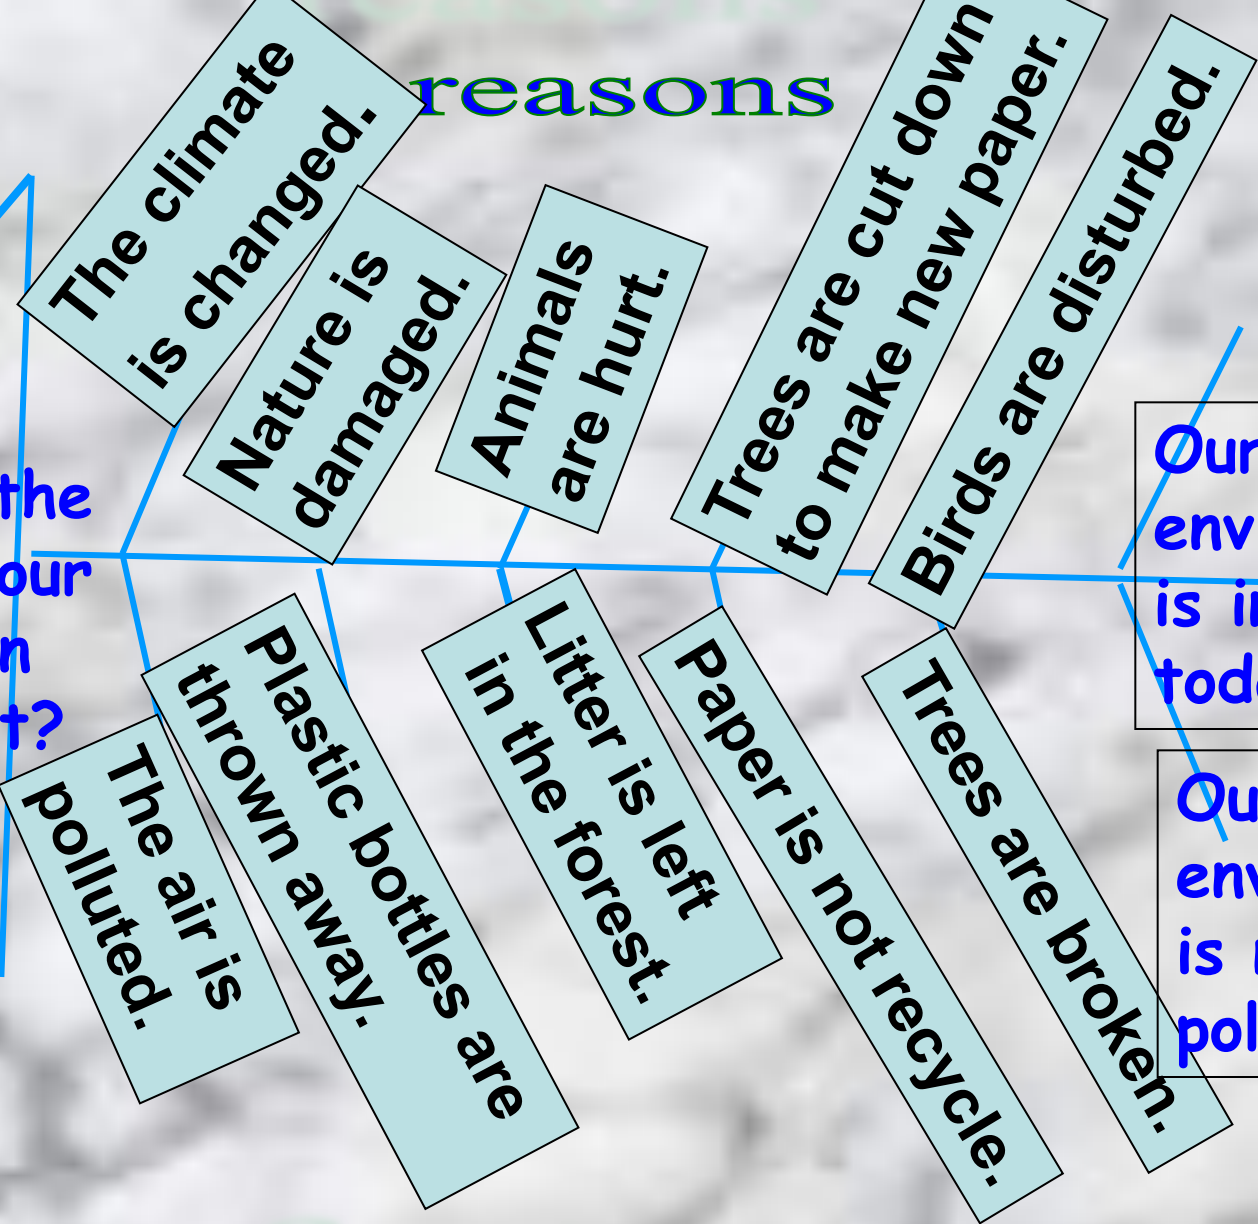 reasons
The climate
is changed.
Nature is
damaged.
Animals
are hurt.
Trees are cut down
to make new paper.
Birds are disturbed.
the
our
n
t?
The air is
polluted.
Plastic bottles are
thrown away.
Litter is left
in the forest.
Paper is not recycle.
Trees are broken.
Our
env
is i
tod
Ou
env
is
pol